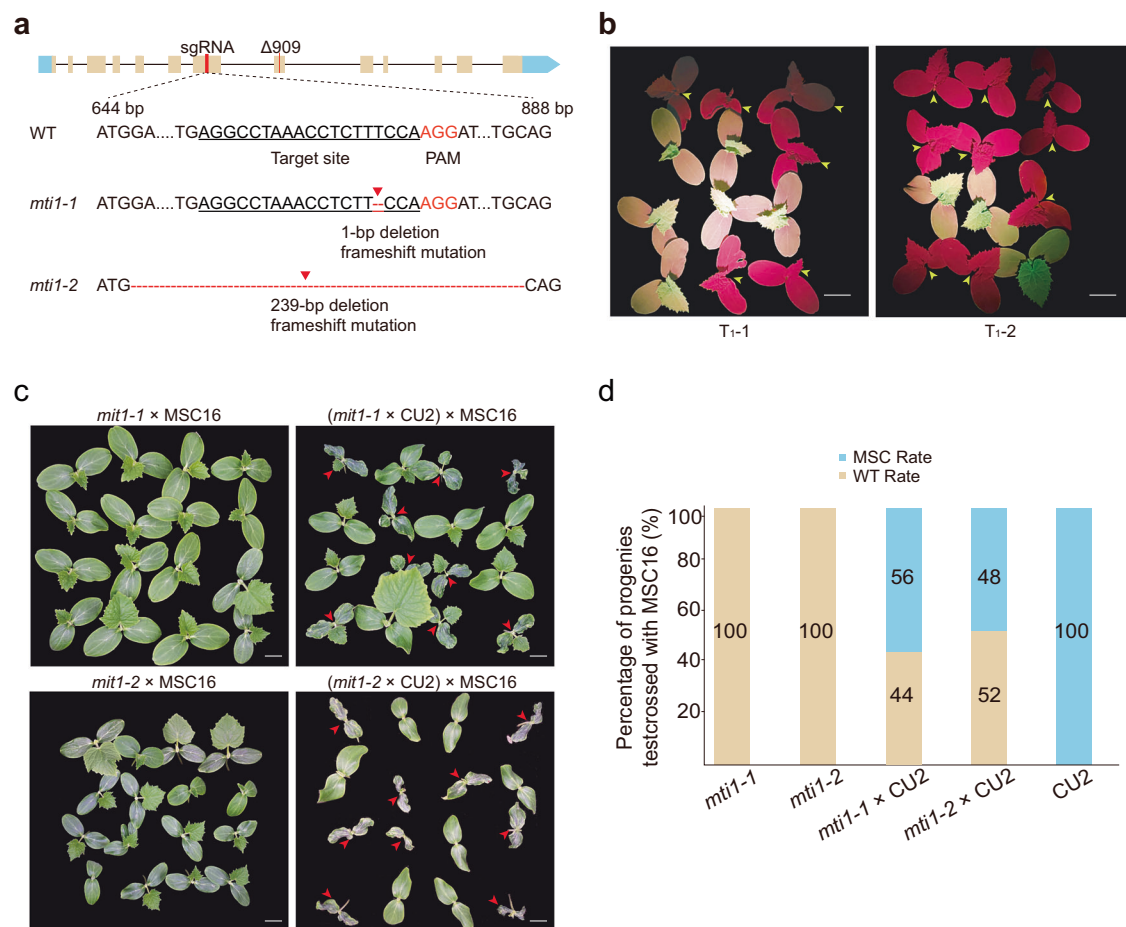 a
sgRNA Δ909
644 bp 888 bp
WT ATGGA....TGAGGCCTAAACCTCTTTCCAAGGAT...TGCAG
Target site PAM
mti1-1 ATGGA....TGAGGCCTAAACCTCTT--CCAAGGAT...TGCAG
1-bp deletion
frameshift mutation
mti1-2 ATG-----------------------------------------------------------------CAG
239-bp deletion
frameshift mutation
b
T1-1 T1-2
c
mit1-1 × MSC16 (mit1-1 × CU2) × MSC16
mit1-2 × MSC16 (mit1-2 × CU2) × MSC16
d
MSC Rate
WT Rate
Percentage of progenies
testcrossed with MSC16 (%)
100
80
60
40
20
100 100 56 44 48 52 100
mti1-1 mti1-2 mti1-1 × CU2 mti1-2 × CU2 CU2